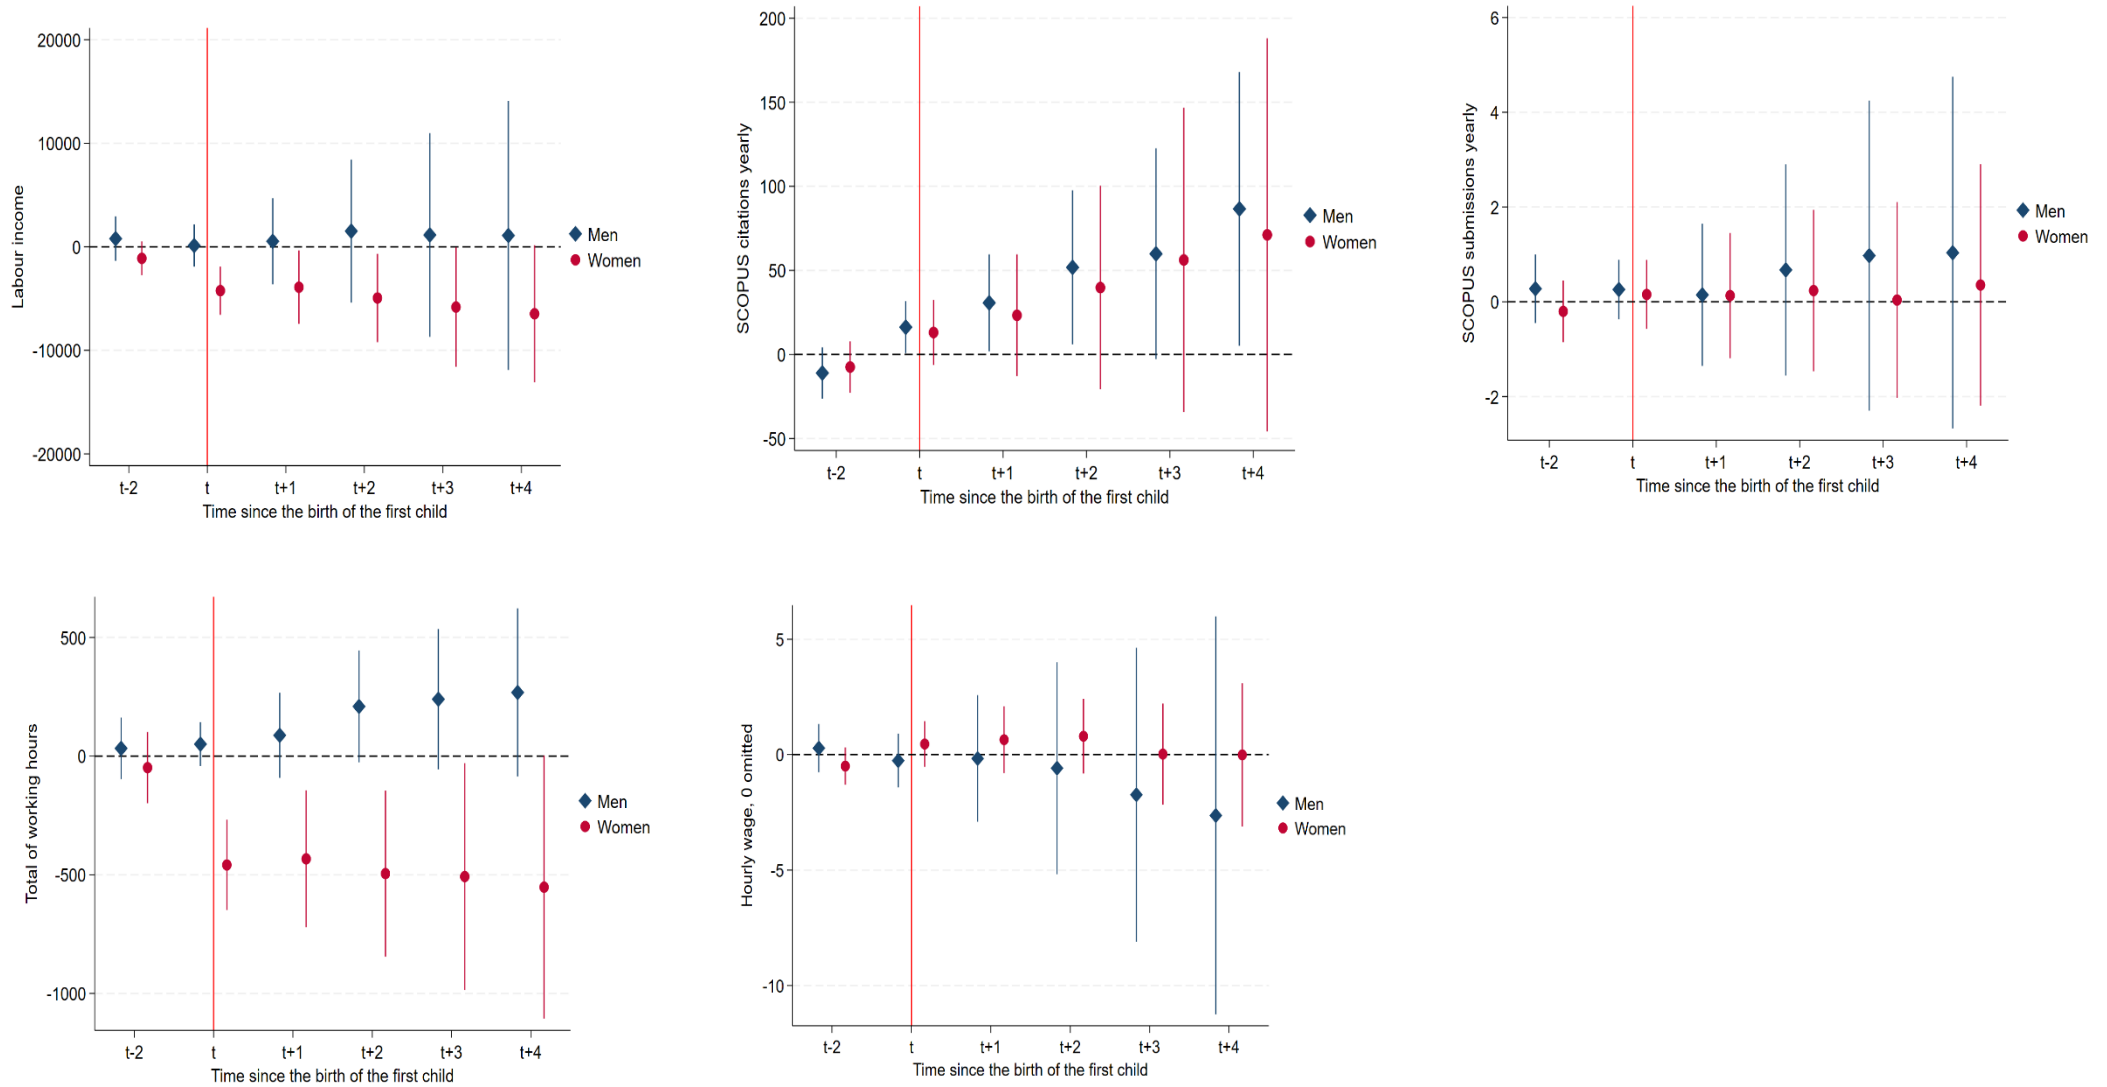 Labour income
20000
10000
0
-10000
-20000
t-2 t t+1 t+2 t+3 t+4
Time since the birth of the first child
Men
Women
SCOPUS citations yearly
200
150
100
50
0
-50
t-2 t t+1 t+2 t+3 t+4
Time since the birth of the first child
Men
Women
SCOPUS submissions yearly
6
4
2
0
-2
t-2 t t+1 t+2 t+3 t+4
Time since the birth of the first child
Men
Women
Total of working hours
500
0
-500
-1000
t-2 t t+1 t+2 t+3 t+4
Time since the birth of the first child
Men
Women
Hourly wage, 0 omitted
5
0
-5
-10
t-2 t t+1 t+2 t+3 t+4
Time since the birth of the first child
Men
Women